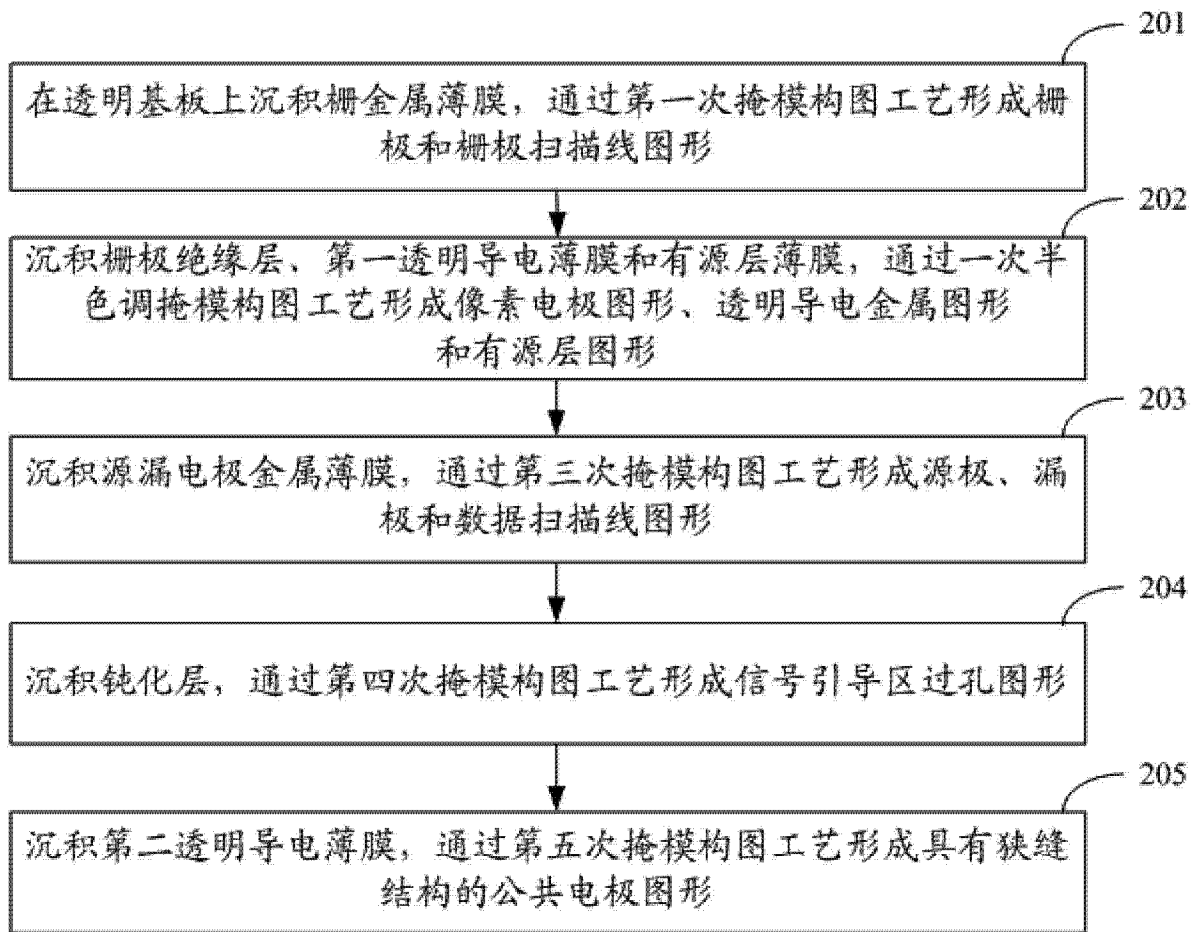 201
在透明基板上沉积栅金属薄膜，通过第一次掩模构图工艺形成栅
极和栅极扫描线图形
202
沉积栅极绝缘层、第一透明导电薄膜和有源层薄膜，通过一次半
色调掩模构图工艺形成像素电极图形、透明导电金属图形
和有源层图形
203
沉积源漏电极金属薄膜，通过第三次掩模构图工艺形成源极、漏
极和数据扫描线图形
204
沉积钝化层，通过第四次掩模构图工艺形成信号引导区过孔图形
205
沉积第二透明导电薄膜，通过第五次掩模构图工艺形成具有狭缝
结构的公共电极图形